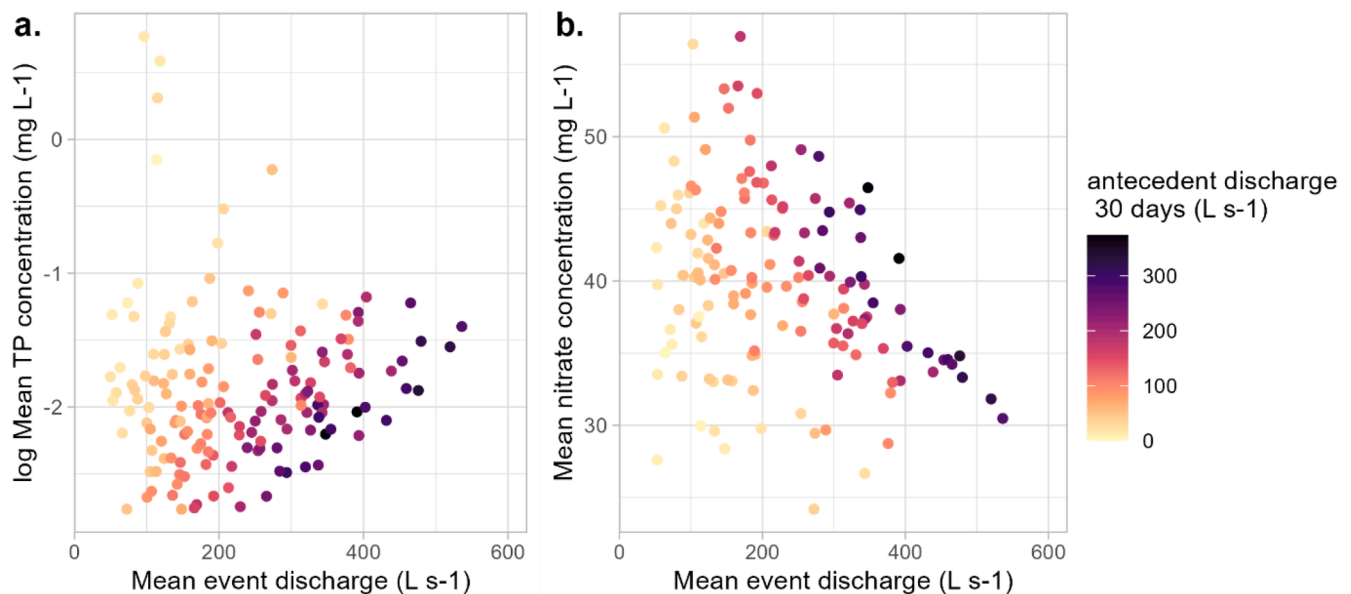 a.
log Mean TP concentration (mg L-1)
0
-1
-2
0
200
400
600
Mean event discharge (L s-1)
b.
Mean nitrate concentration (mg L-1)
50
40
30
0
200
400
600
Mean event discharge (L s-1)
antecedent discharge
30 days (L s-1)
300
200
100
0